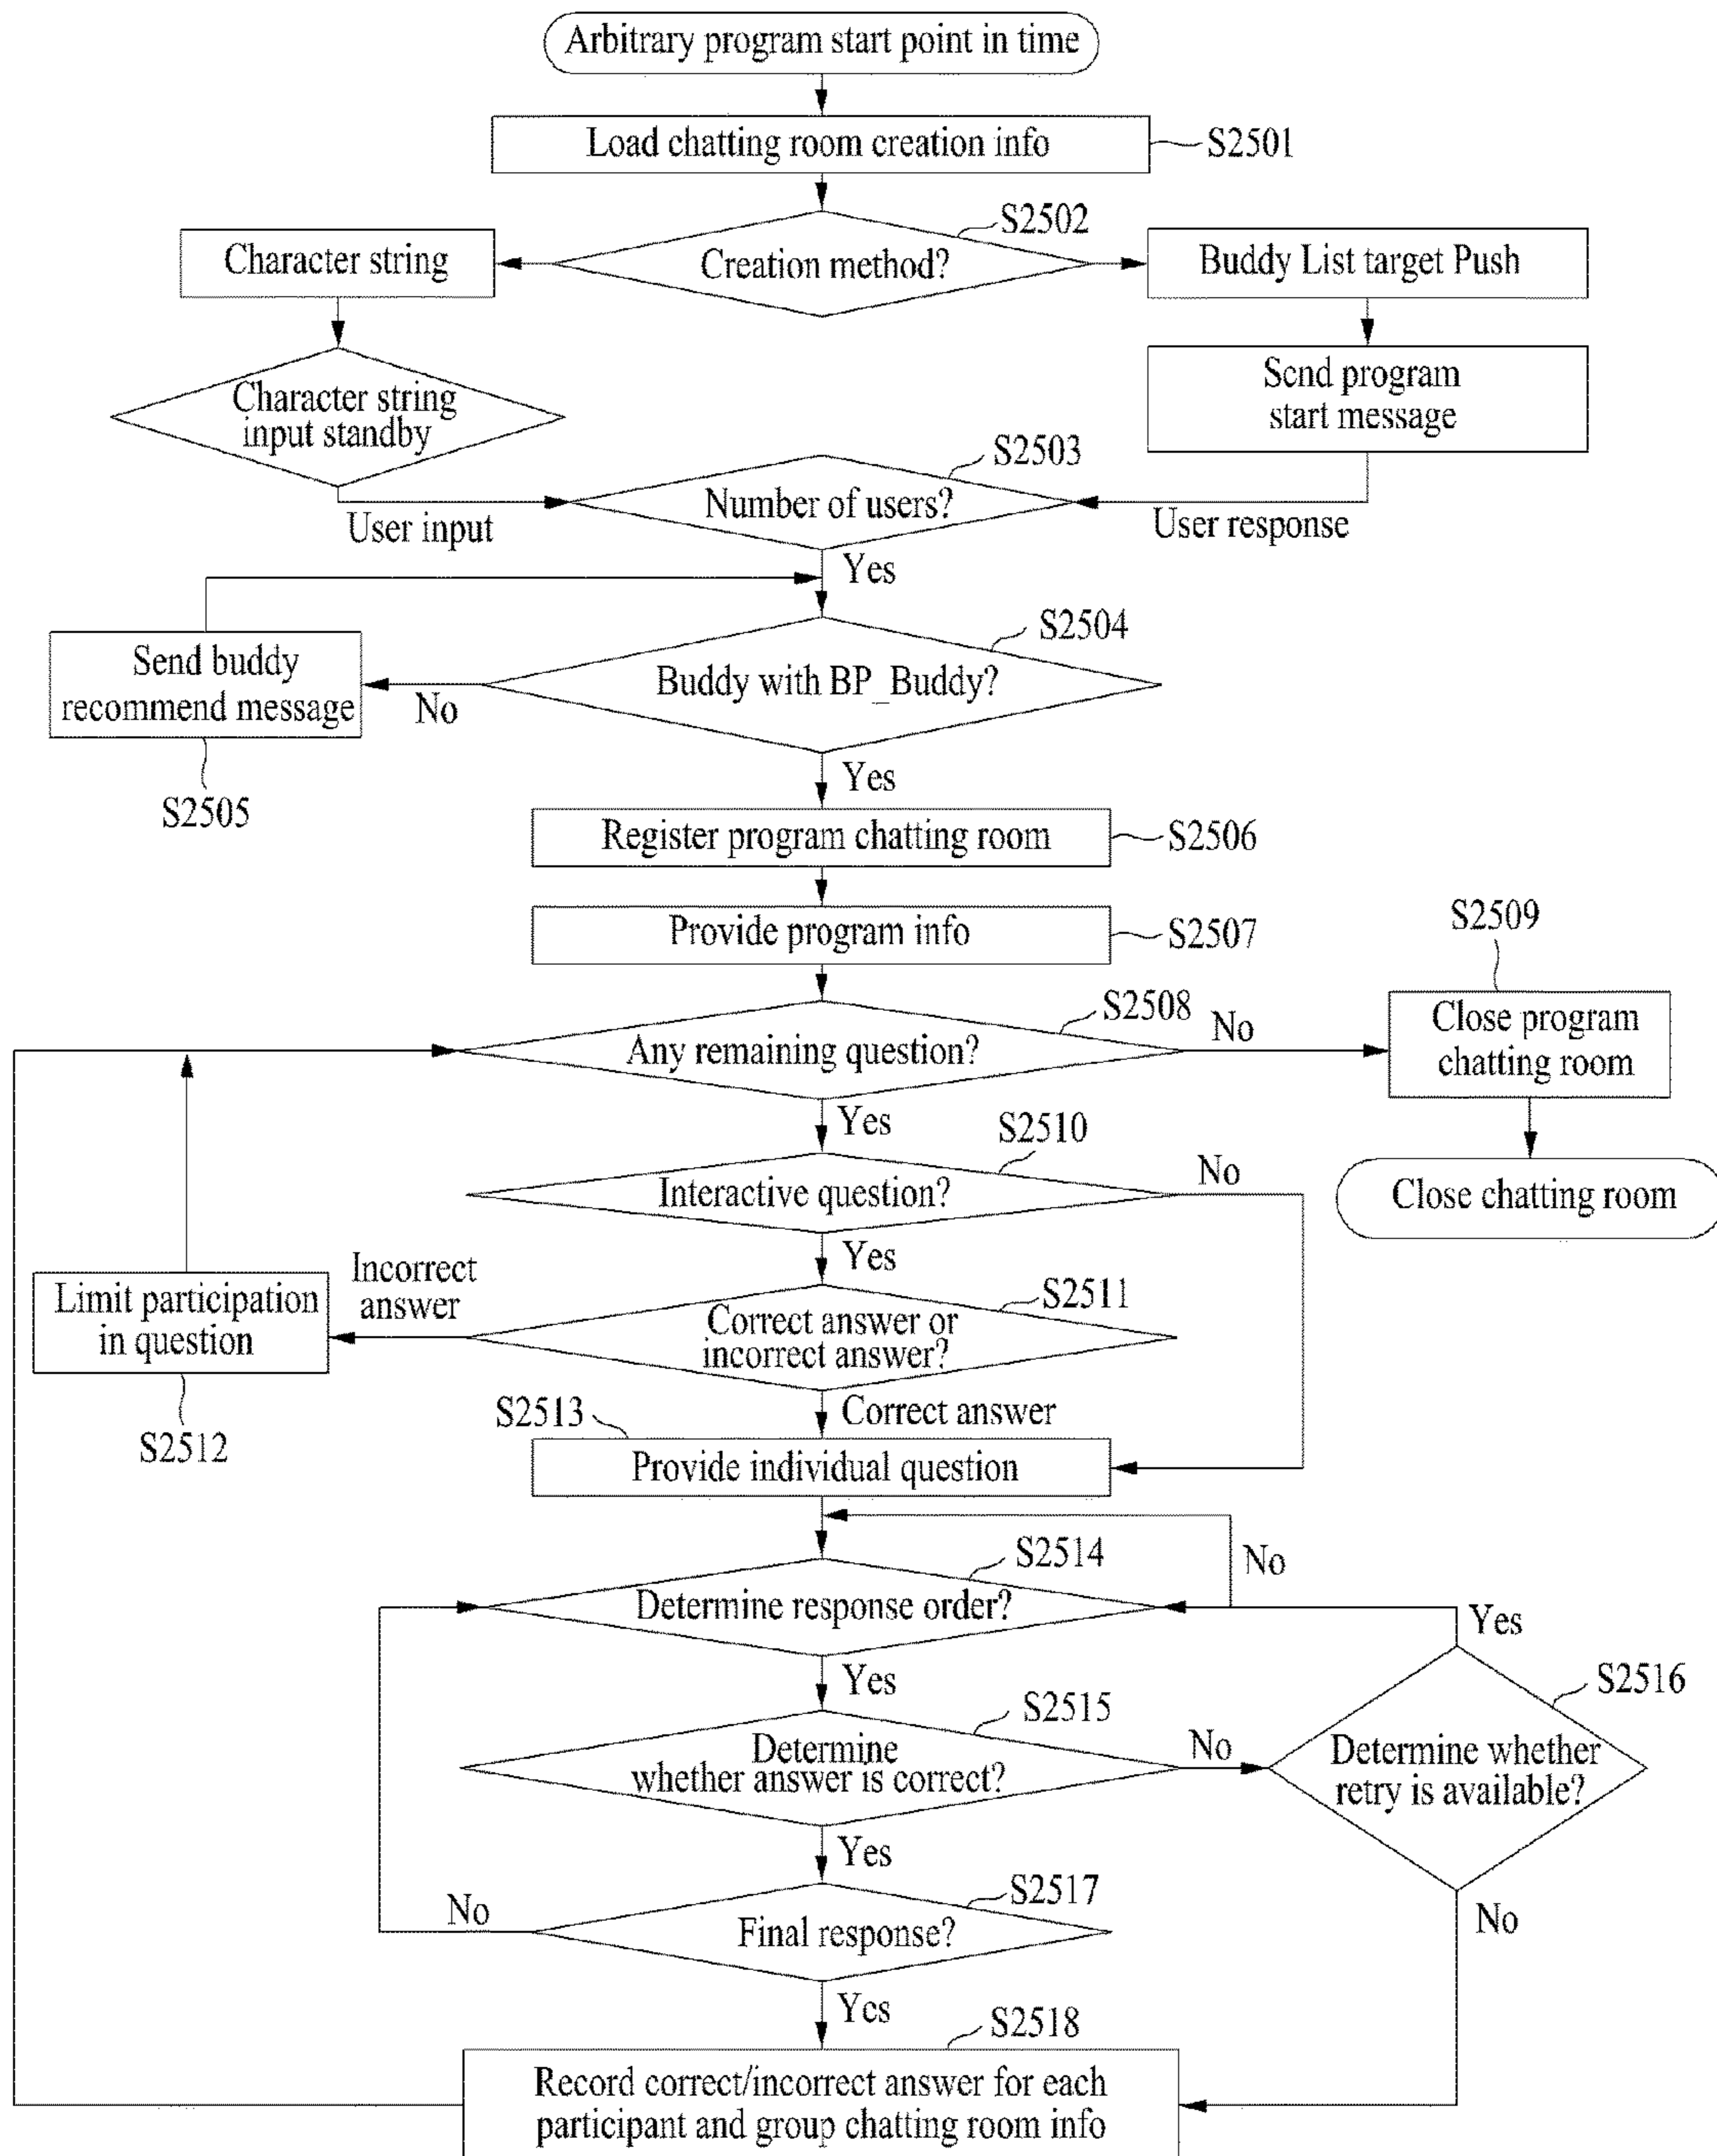 Arbitrary program start point in time
Load chatting room creation info
S2501
S2502
Character string
Creation method?
Buddy List target Push
Character string
input standby
Send program
start message
S2503
Number of users?
User input
User response
Yes
S2504
Send buddy
recommend message
Buddy with BP_Buddy?
No
S2505
Yes
Register program chatting room
S2506
Provide program info
S2507
S2509
S2508
Any remaining question?
No
Close program
chatting room
Yes
S2510
Interactive question?
No
Close chatting room
Yes
Incorrect
answer
Limit participation
in question
S2511
Correct answer or
incorrect answer?
S2512
S2513
Correct answer
Provide individual question
S2514
No
Determine response order?
Yes
Yes
S2516
S2515
Determine
whether answer is correct?
No
Determine whether
retry is available?
Yes
S2517
No
Final response?
No
Yes
S2518
Record correct/incorrect answer for each
participant and group chatting room info